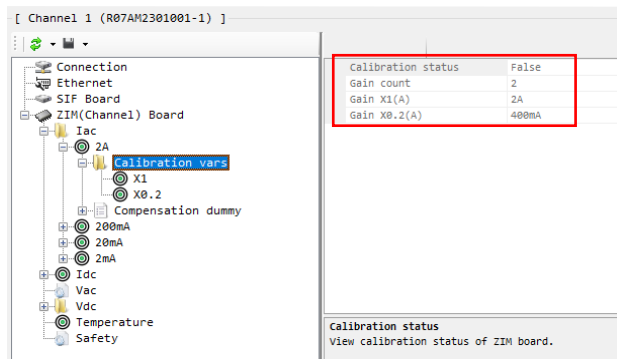 [ Channel 1 (R07AM2301001-1) ]
Connection
Ethernet
SIF Board
ZIM(Channel) Board
Iac
2A
Calibration vars
X1
X0.2
Compensation dummy
200mA
20mA
2mA
Idc
Vac
Vdc
Temperature
Safety
Calibration status False
Gain count 2
Gain X1(A) 2A
Gain X0.2(A) 400mA
Calibration status
View calibration status of ZIM board.